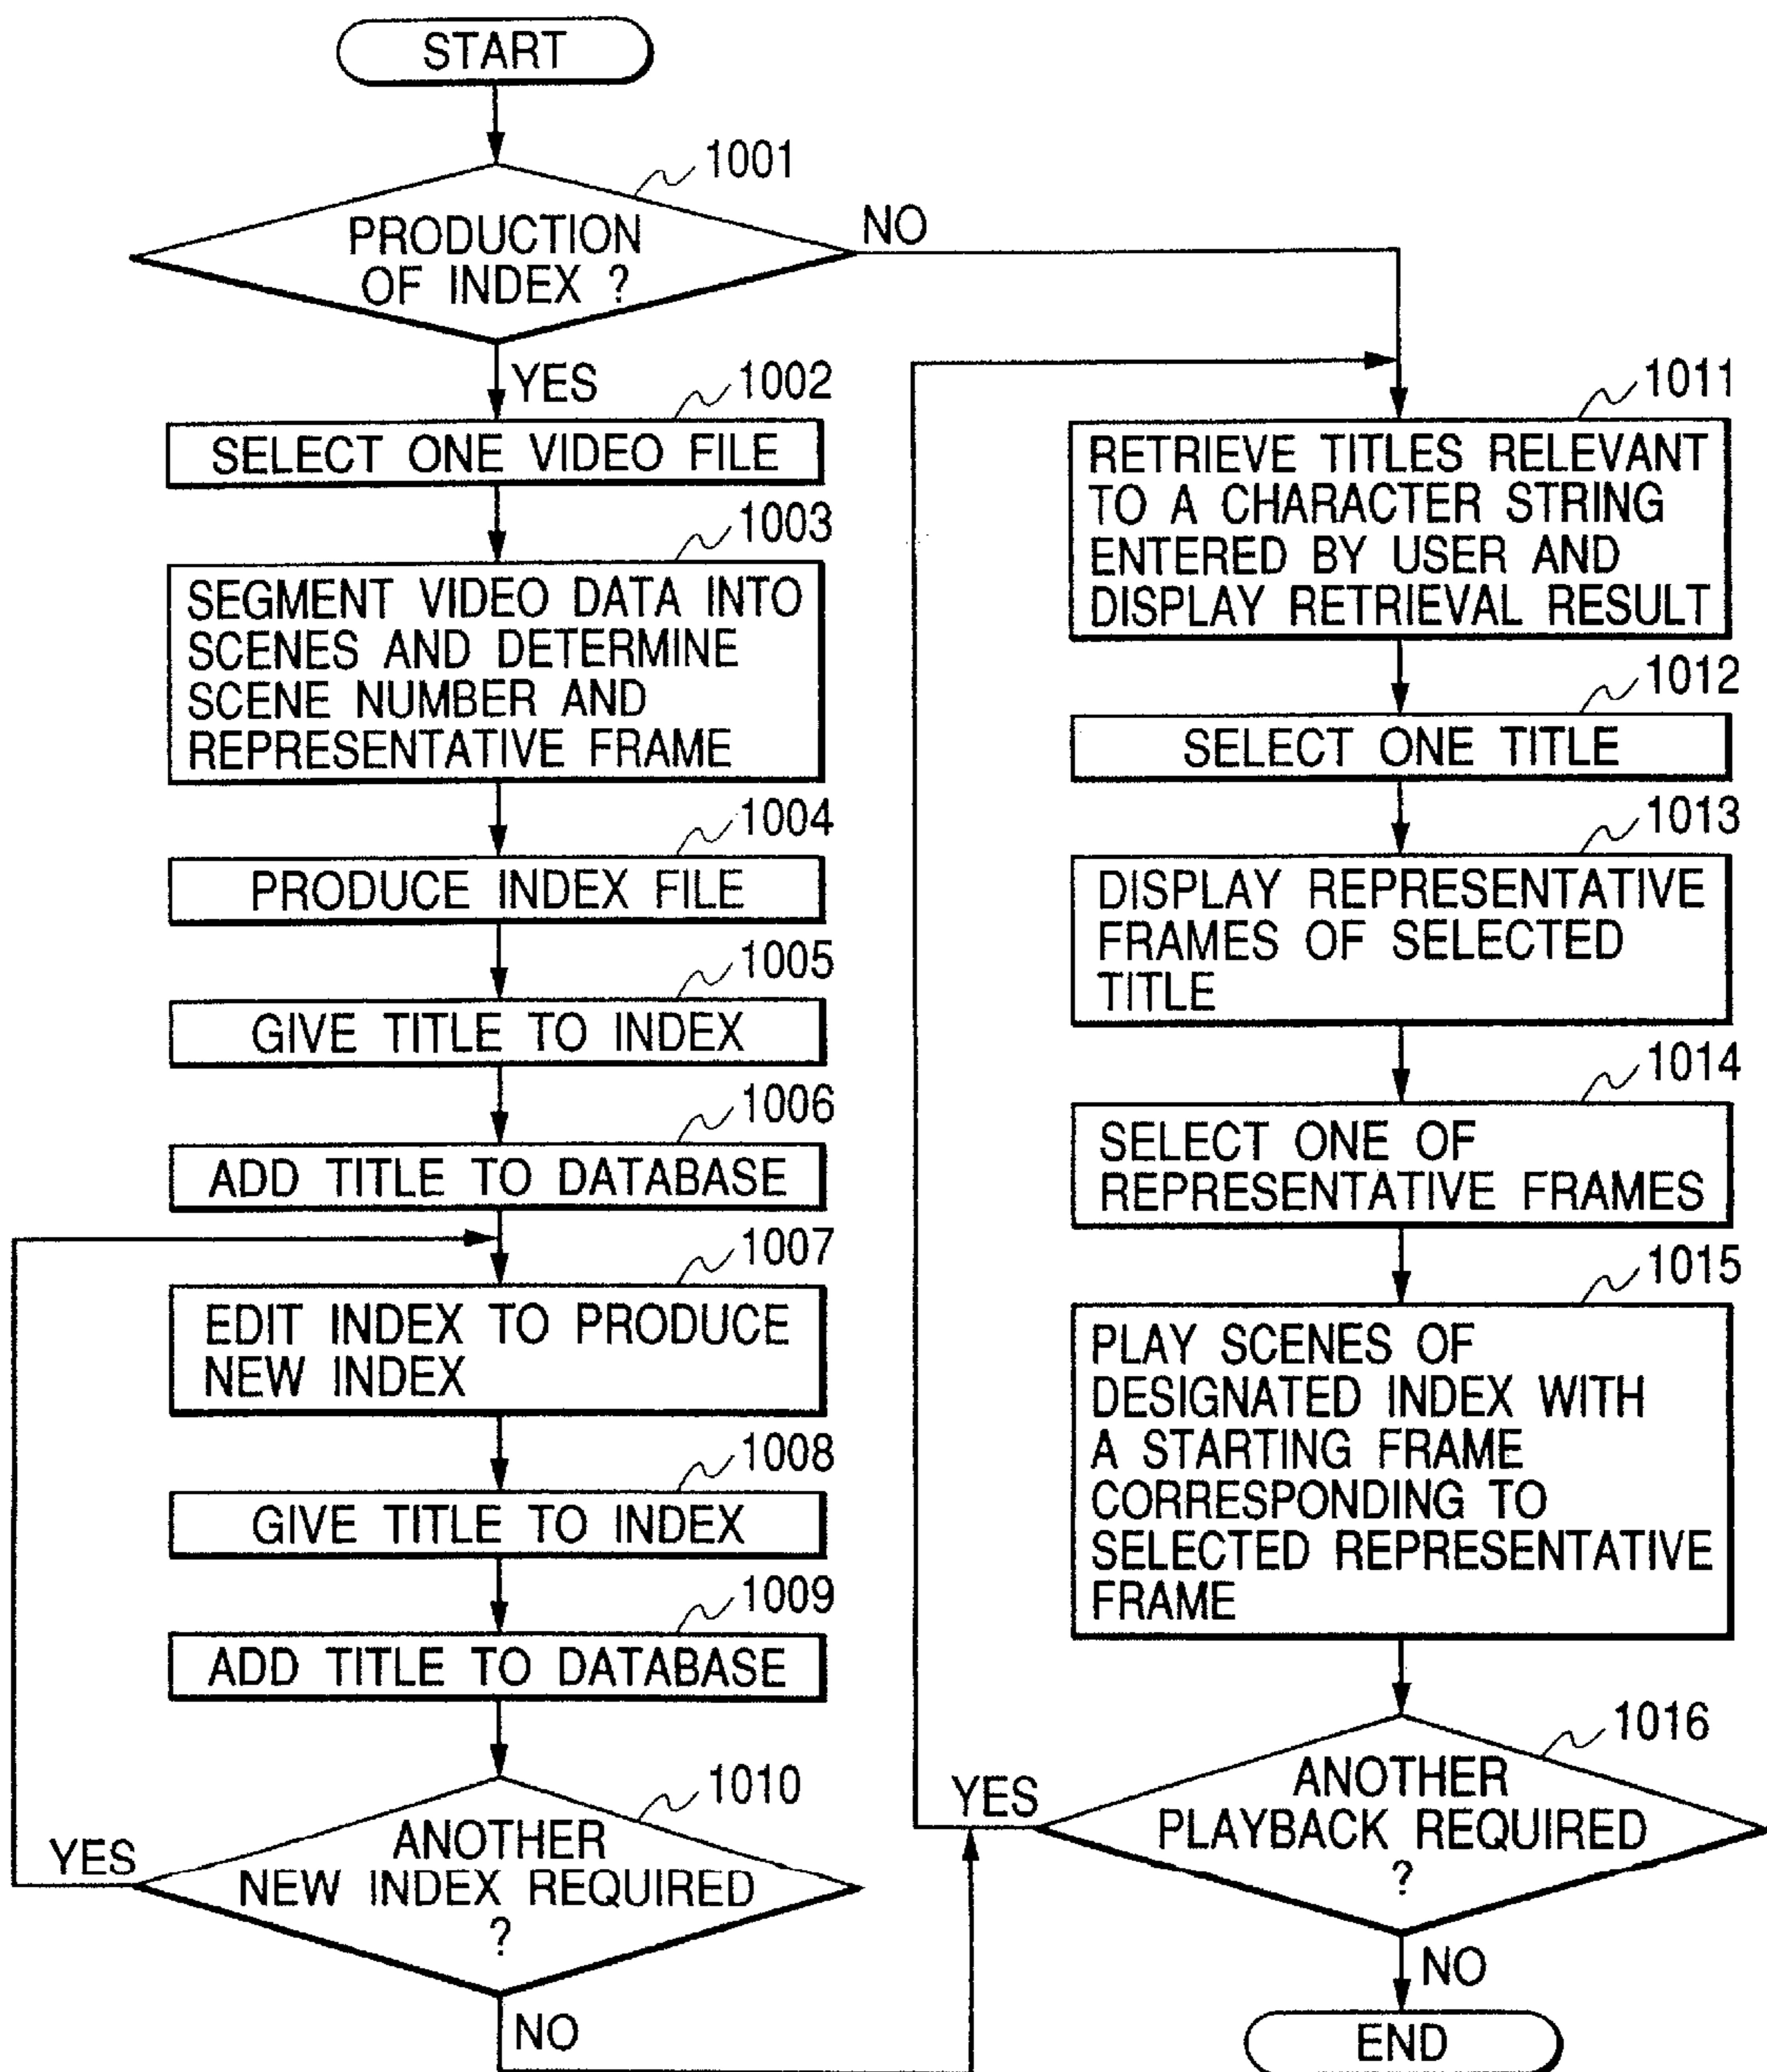 START
1001
PRODUCTION
OF INDEX ?
NO
YES
1002
SELECT ONE VIDEO FILE
1003
SEGMENT VIDEO DATA INTO
SCENES AND DETERMINE
SCENE NUMBER AND
REPRESENTATIVE FRAME
1004
PRODUCE INDEX FILE
1005
GIVE TITLE TO INDEX
1006
ADD TITLE TO DATABASE
1007
EDIT INDEX TO PRODUCE
NEW INDEX
1008
GIVE TITLE TO INDEX
1009
ADD TITLE TO DATABASE
1010
ANOTHER
NEW INDEX REQUIRED
?
YES
NO
1011
RETRIEVE TITLES RELEVANT
TO A CHARACTER STRING
ENTERED BY USER AND
DISPLAY RETRIEVAL RESULT
1012
SELECT ONE TITLE
1013
DISPLAY REPRESENTATIVE
FRAMES OF SELECTED
TITLE
1014
SELECT ONE OF
REPRESENTATIVE FRAMES
1015
PLAY SCENES OF
DESIGNATED INDEX WITH
A STARTING FRAME
CORRESPONDING TO
SELECTED REPRESENTATIVE
FRAME
1016
ANOTHER
PLAYBACK REQUIRED
?
YES
NO
END